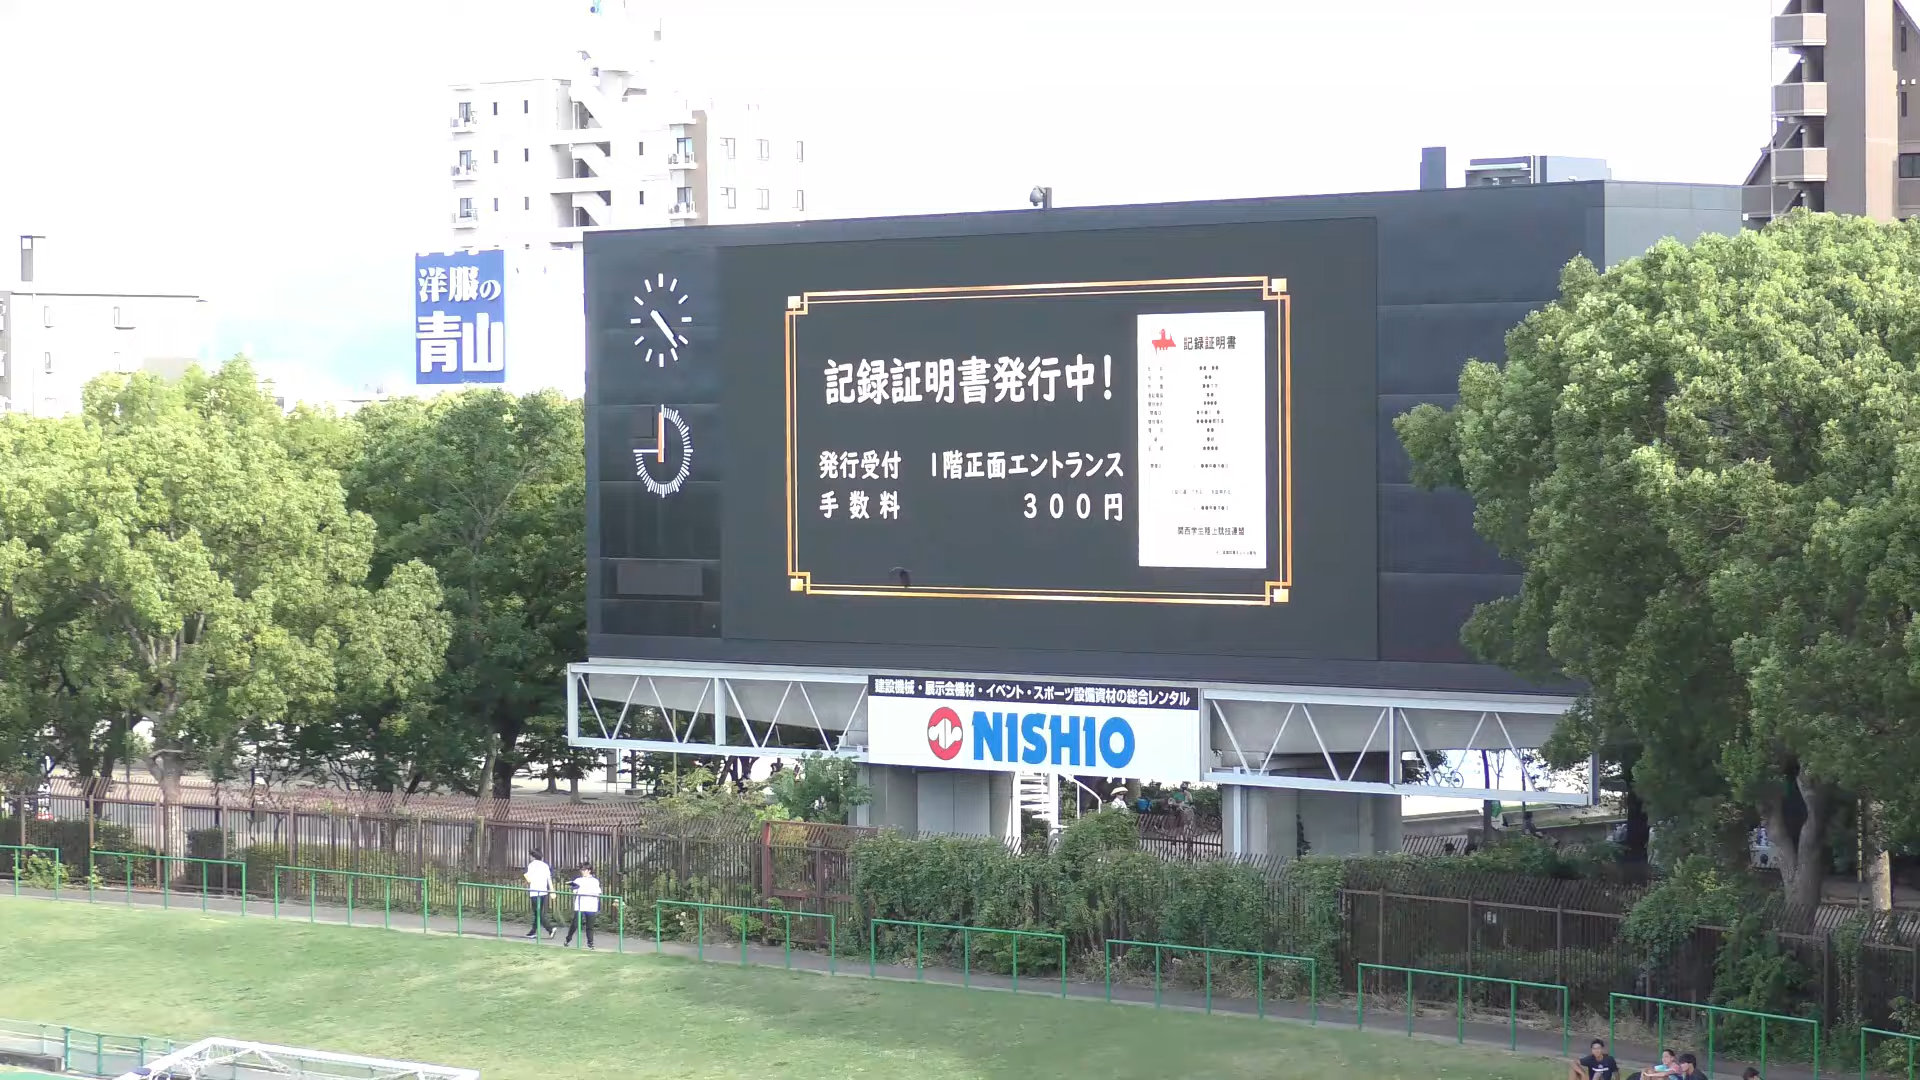 洋服の
青山
記録証明書発行中!
発行受付 1階正面エントランス
手数料 300円
記録証明書
関西学生陸上競技連盟
建設機械・展示会機材・イベント・スポーツ設備資材の総合レンタル
NISHIO